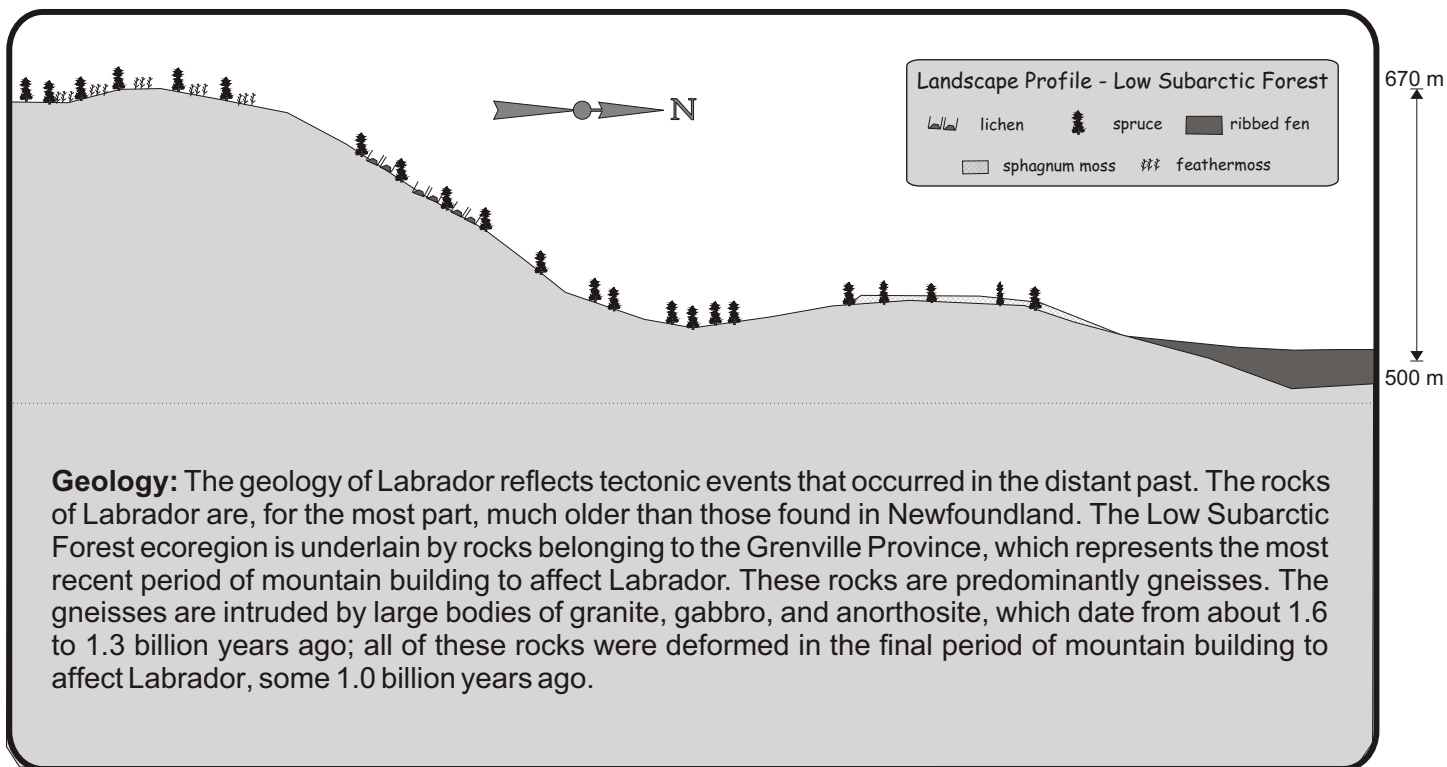 N
Landscape Profile - Low Subarctic Forest
lichen spruce ribbed fen
sphagnum moss feathermoss
670 m
500 m
Geology: The geology of Labrador reflects tectonic events that occurred in the distant past. The rocks
of Labrador are, for the most part, much older than those found in Newfoundland. The Low Subarctic
Forest ecoregion is underlain by rocks belonging to the Grenville Province, which represents the most
recent period of mountain building to affect Labrador. These rocks are predominantly gneisses. The
gneisses are intruded by large bodies of granite, gabbro, and anorthosite, which date from about 1.6
to 1.3 billion years ago; all of these rocks were deformed in the final period of mountain building to
affect Labrador, some 1.0 billion years ago.